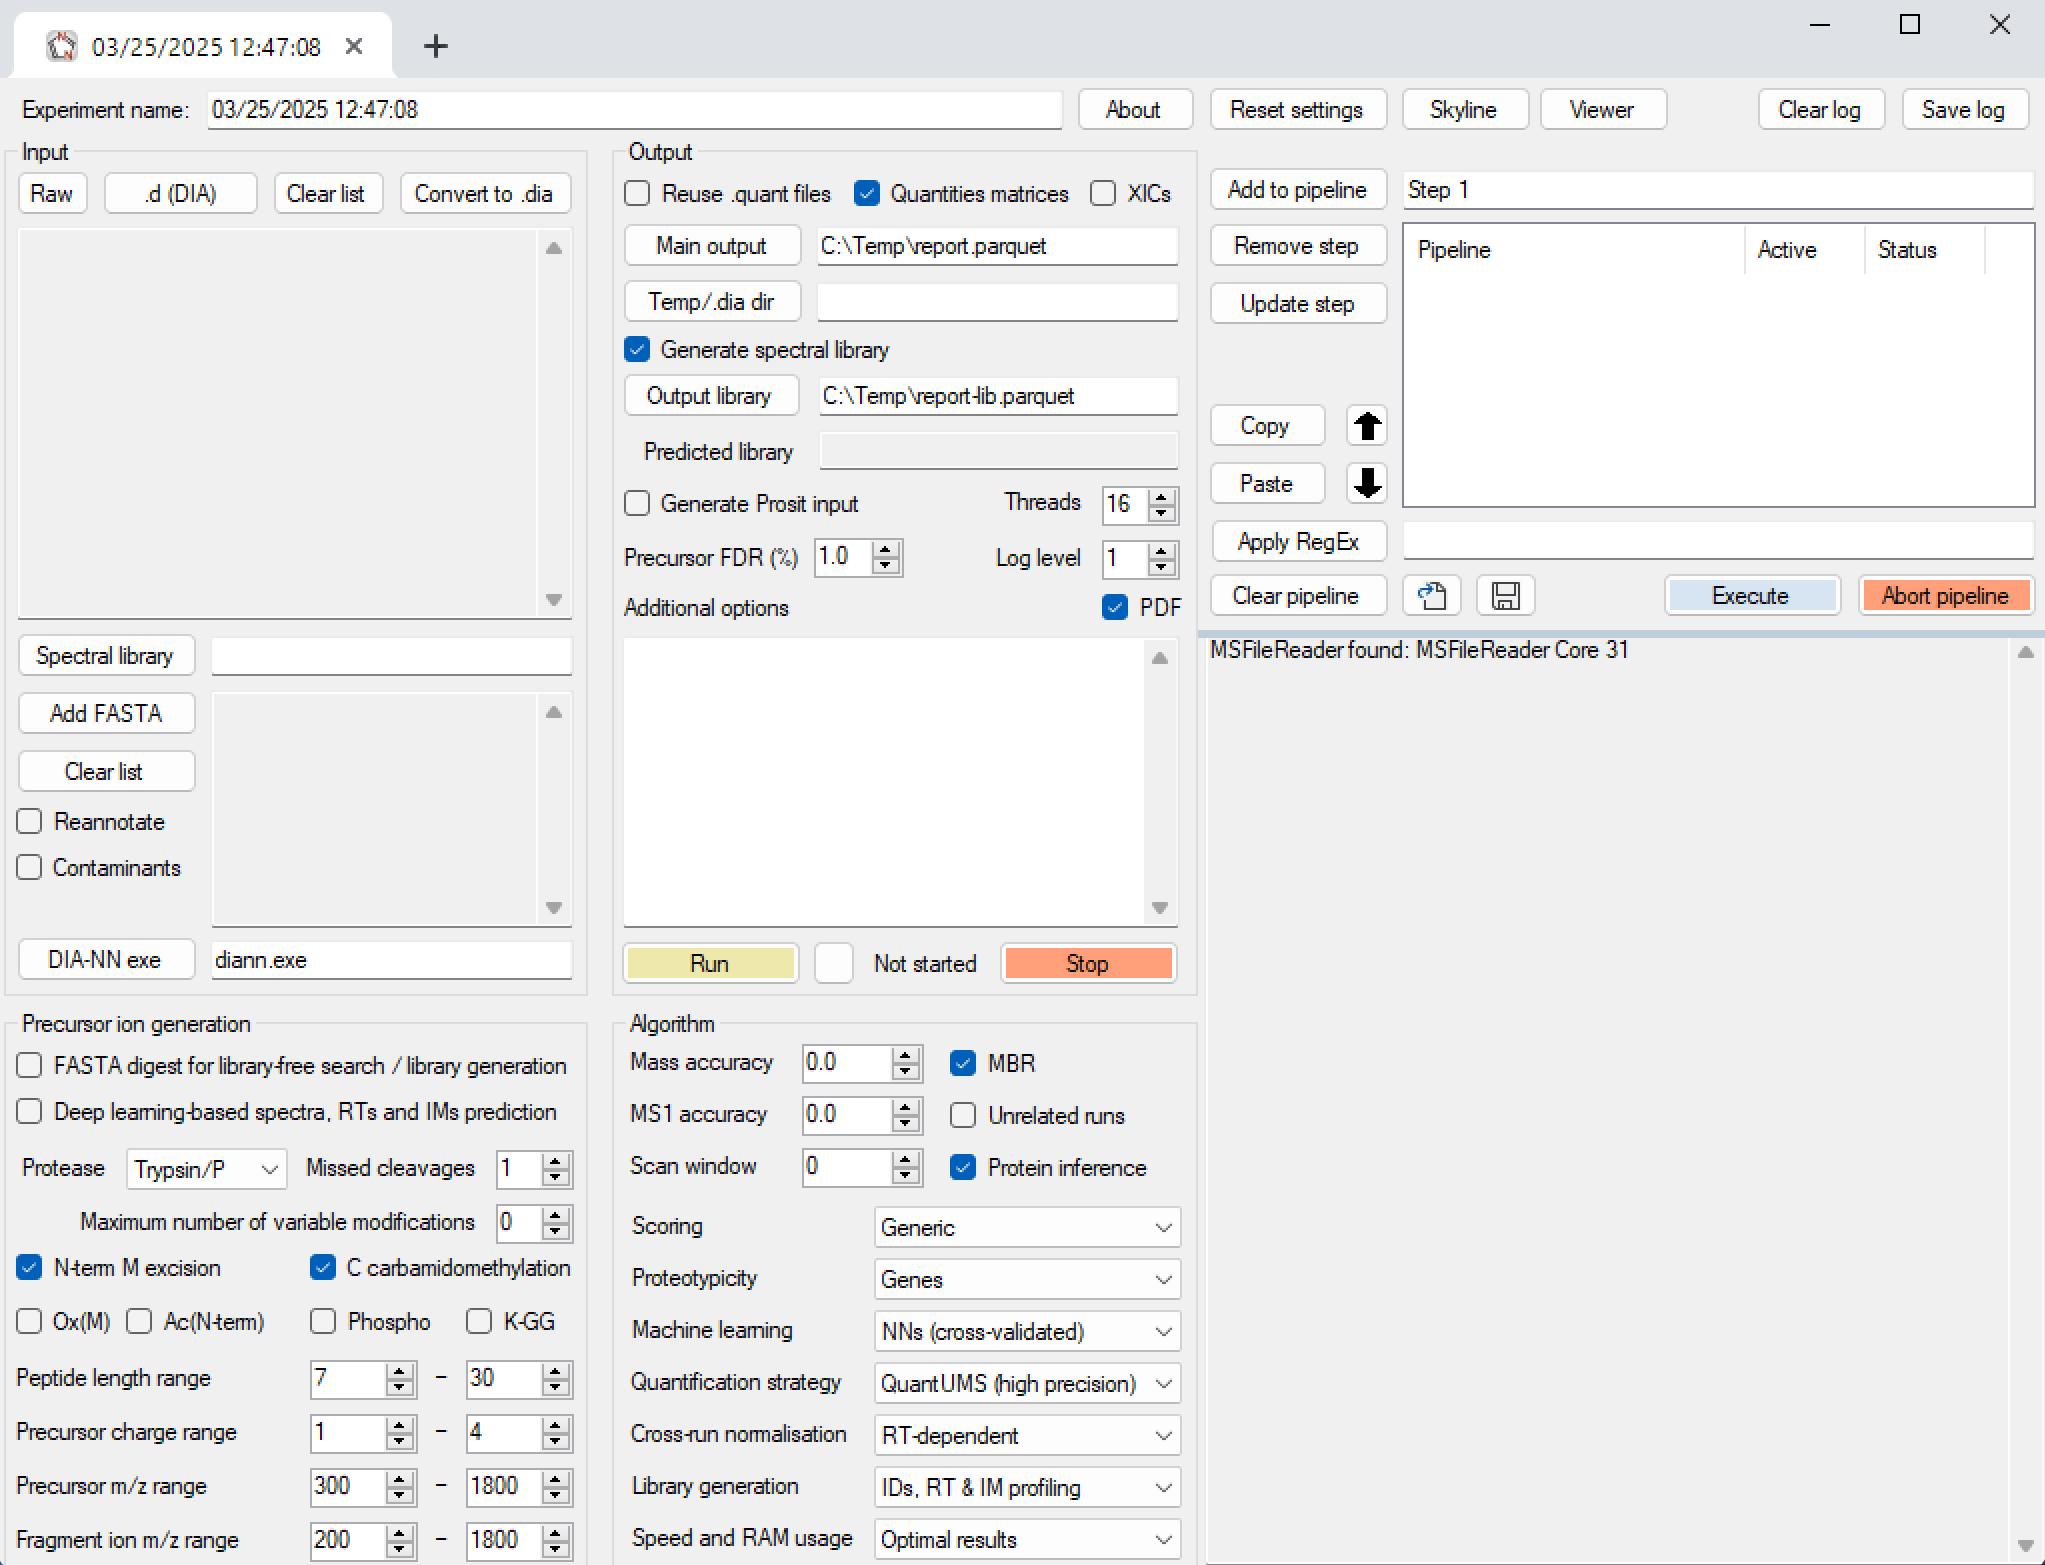 03/25/2025 12:47:08
Experiment name: 03/25/2025 12:47:08 About Reset settings Skyline Viewer Clear log Save log
Input
Raw .d (DIA) Clear list Convert to .dia
Spectral library
Add FASTA
Clear list
Reannotate
Contaminants
DIA-NN exe diann.exe
Output
Reuse .quant files Quantities matrices XICs
Main output C:\Temp\report.parquet
Temp/.dia dir
Generate spectral library
Output library C:\Temp\report-lib.parquet
Predicted library
Generate Prosit input Threads 16
Precursor FDR (%) 1.0 Log level 1
Additional options PDF
Run Not started Stop
Add to pipeline Step 1
Remove step
Update step
Pipeline Active Status
Copy
Paste
Apply RegEx
Clear pipeline Execute Abort pipeline
MSFileReader found: MSFileReader Core 31
Precursor ion generation
FASTA digest for library-free search / library generation
Deep learning-based spectra, RTs and IMs prediction
Protease Trypsin/P Missed cleavages 1
Maximum number of variable modifications 0
N-term M excision C carbamidomethylation
Ox(M) Ac(N-term) Phospho K-GG
Peptide length range 7 - 30
Precursor charge range 1 - 4
Precursor m/z range 300 - 1800
Fragment ion m/z range 200 - 1800
Algorithm
Mass accuracy 0.0 MBR
MS1 accuracy 0.0 Unrelated runs
Scan window 0 Protein inference
Scoring Generic
Proteotypicity Genes
Machine learning NNs (cross-validated)
Quantification strategy QuantUMS (high precision)
Cross-run normalisation RT-dependent
Library generation IDs, RT & IM profiling
Speed and RAM usage Optimal results